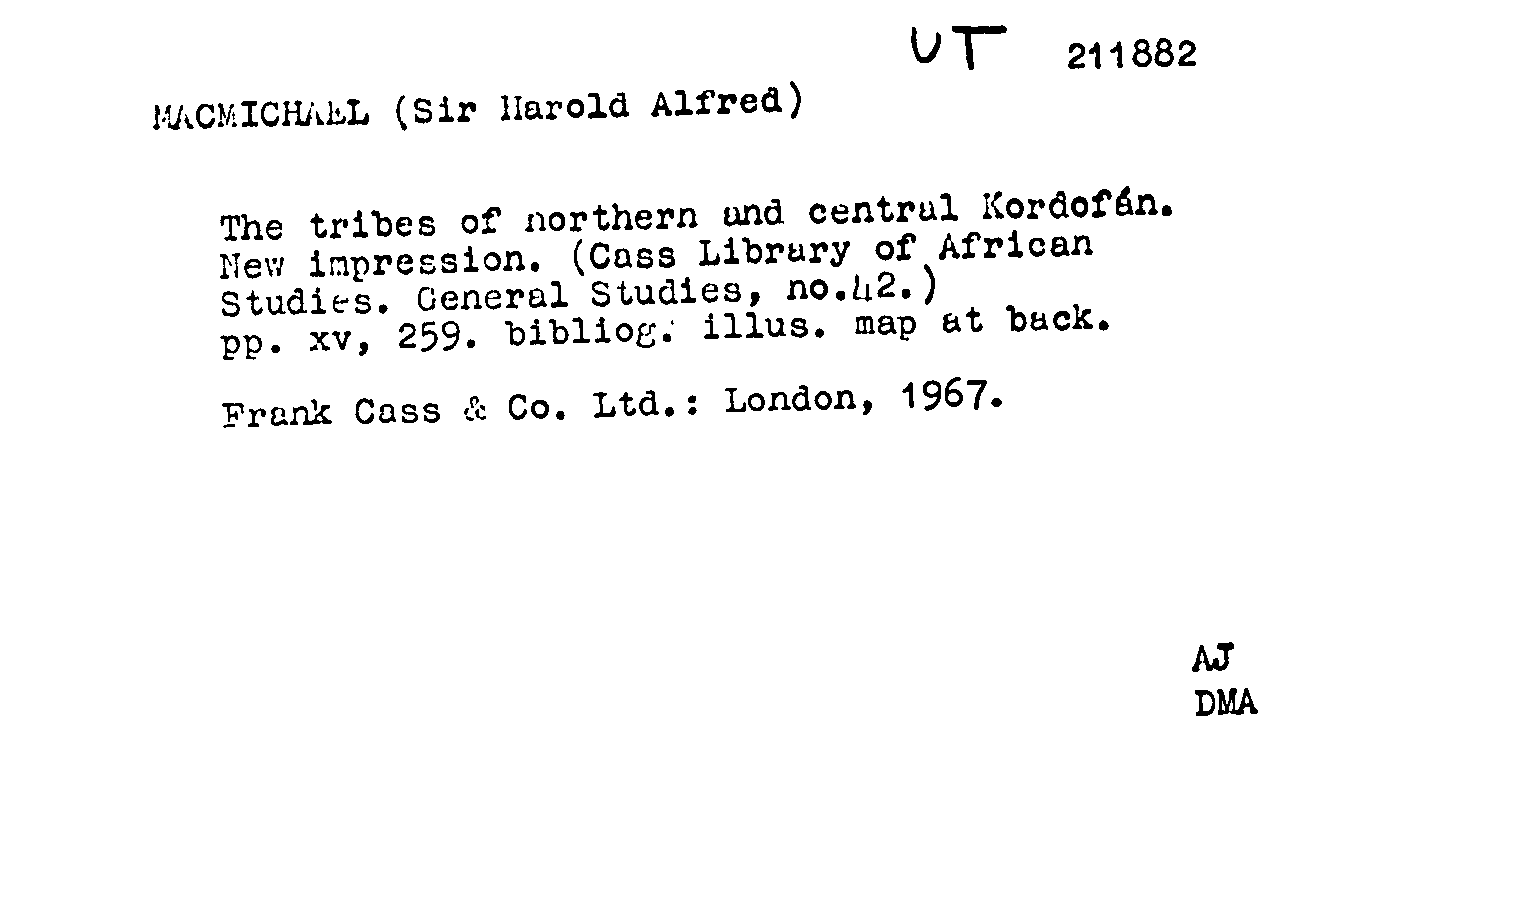 UT 211882
MACMICHAEL (Sir Harold Alfred)
The tribes of northern and central Kordofán.
New impression. (Cass Library of African
Studies. General Studies, no.42.)
pp. xv, 259. bibliog. illus. map at back.
Frank Cass & Co. Ltd.: London, 1967.
AJ
DMA